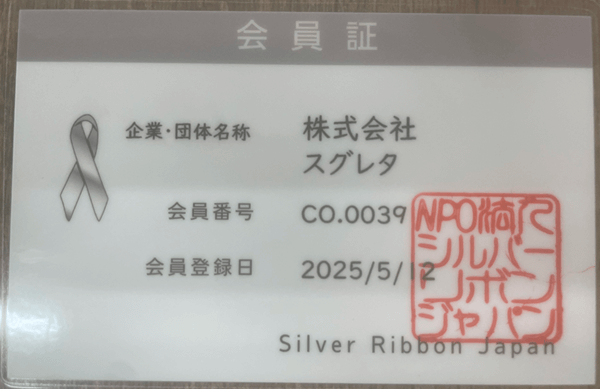 会員証
企業・団体名称 株式会社
スグレタ
会員番号 CO.0039
会員登録日 2025/5/12
NPO法人
シルバー
リボン
ジャパン
Silver Ribbon Japan